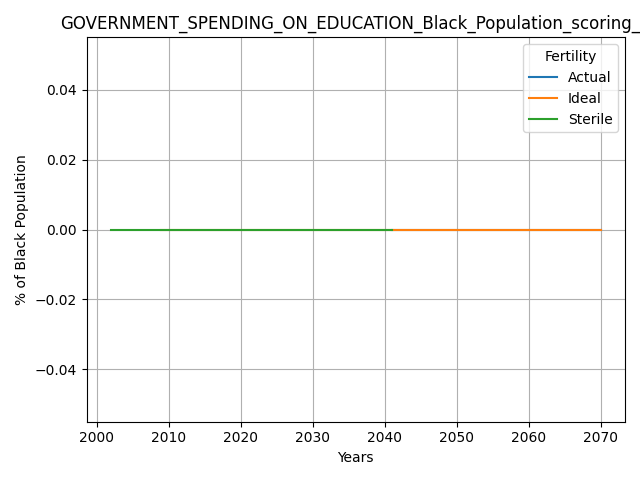 GOVERNMENT_SPENDING_ON_EDUCATION_Black_Population_scoring_
Fertility
Actual
Ideal
Sterile
0.04
0.02
0.00
−0.02
−0.04
% of Black Population
2000 2010 2020 2030 2040 2050 2060 2070
Years